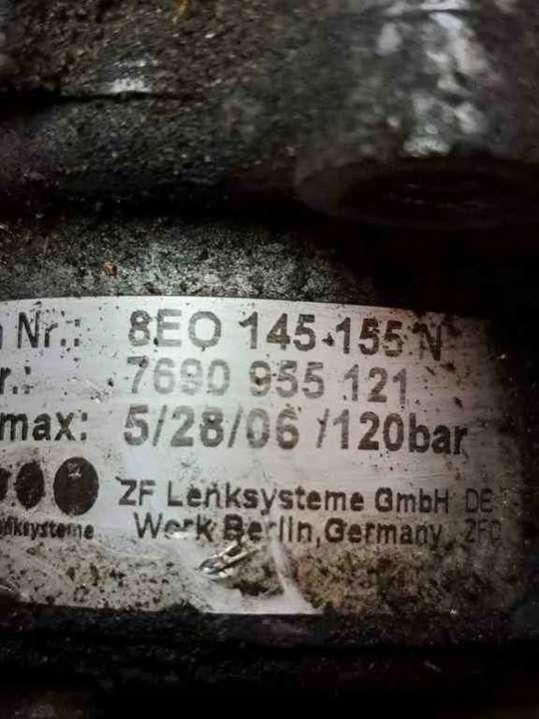 Nr.: 8E0 145 155 N
r.: 7690 955 121
max: 5/28/06 /120bar
ZF Lenksysteme GmbH DE
nksysteme Werk Berlin, Germany ZFC